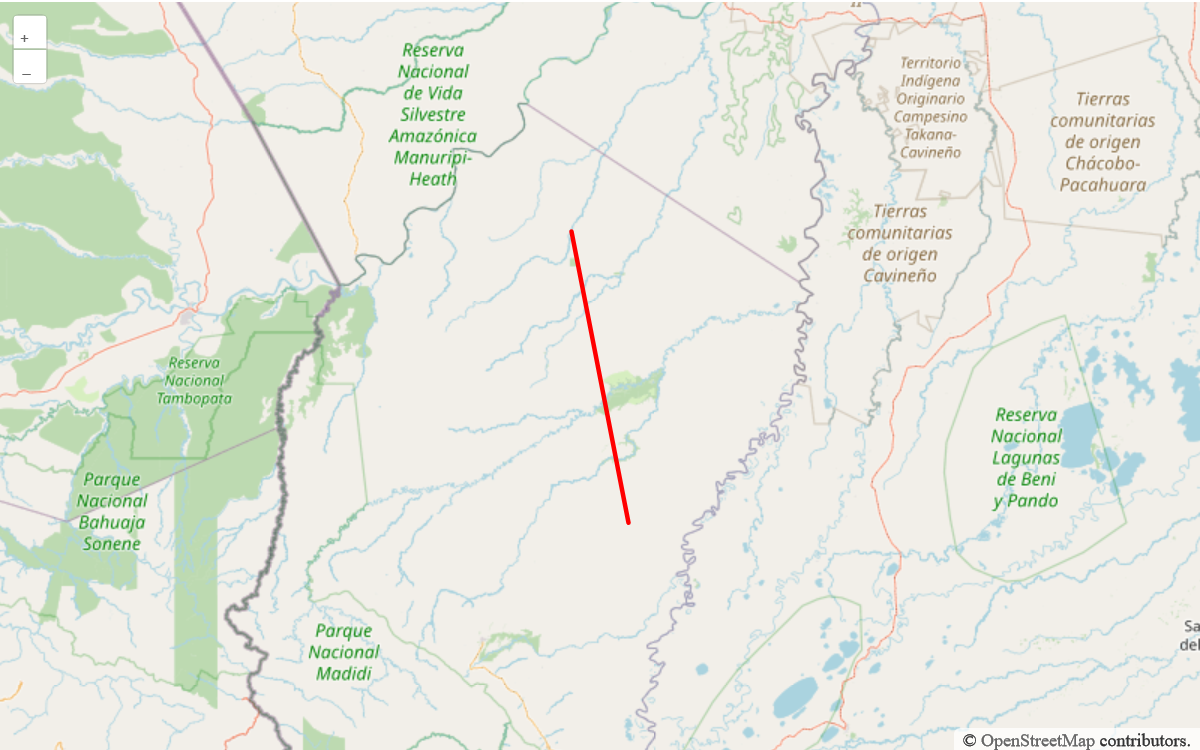 +
–
Reserva
Nacional
de Vida
Silvestre
Amazónica
Manuripi-
Heath
Territorio
Indígena
Originario
Campesino
Takana-
Cavineño
Tierras
comunitarias
de origen
Chácobo-
Pacahuara
Tierras
comunitarias
de origen
Cavineño
Reserva
Nacional
Tambopata
Reserva
Nacional
Lagunas
de Beni
y Pando
Parque
Nacional
Bahuaja
Sonene
Parque
Nacional
Madidi
Sa
del
© OpenStreetMap contributors.